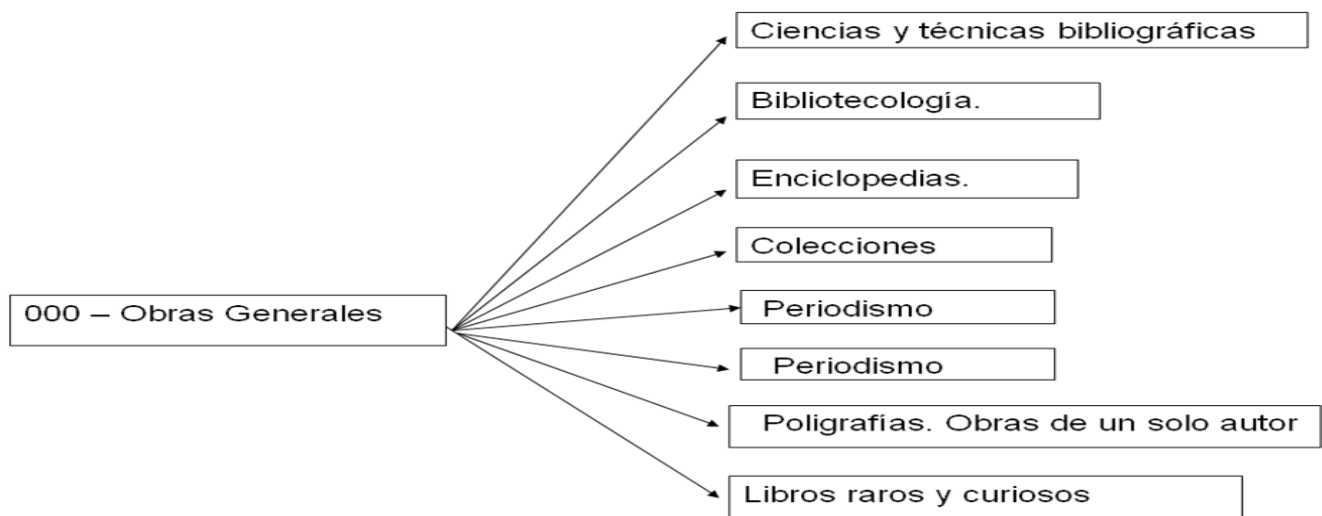 Ciencias y técnicas bibliográficas
Bibliotecología.
Enciclopedias.
Colecciones
000 – Obras Generales
Periodismo
Periodismo
Poligrafías. Obras de un solo autor
Libros raros y curiosos